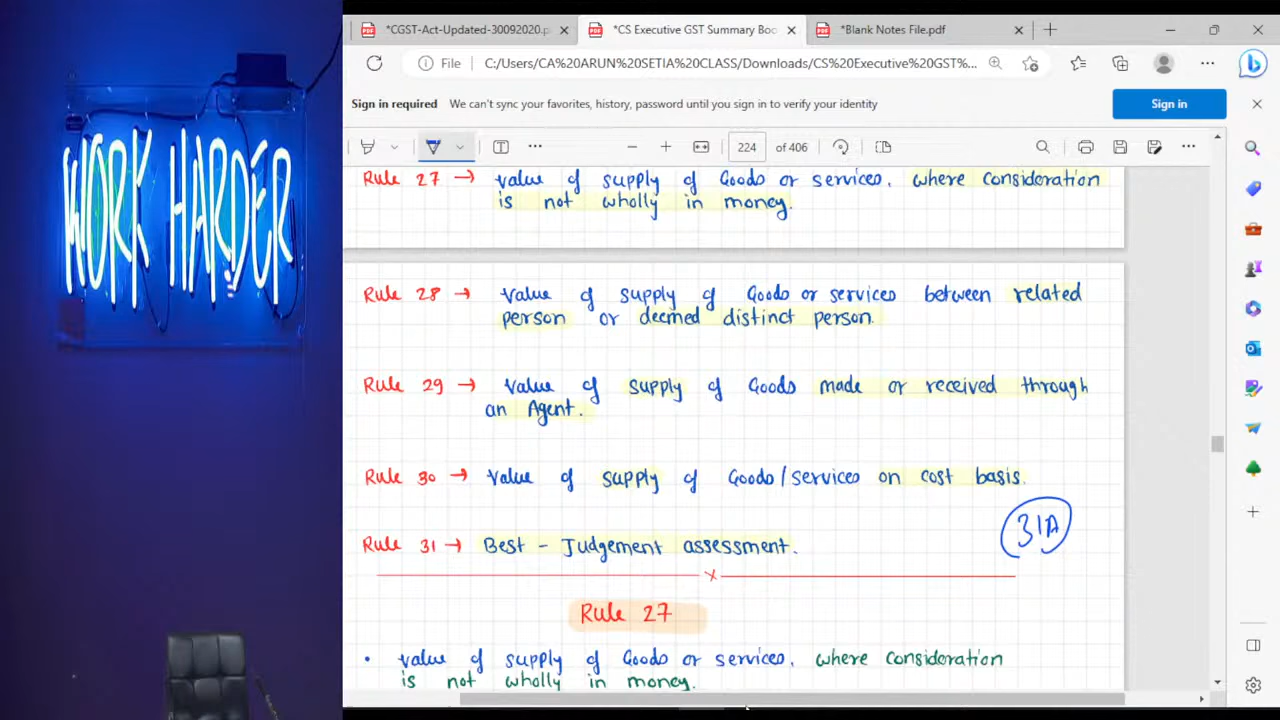 WORK HARDER
*CGST-Act-Updated-30092020.p
*CS Executive GST Summary Boo
*Blank Notes File.pdf
File
C:/Users/CA%20ARUN%20SETIA%20CLASS/Downloads/CS%20Executive%20GST%...
Sign in required We can't sync your favorites, history, password until you sign in to verify your identity
Sign in
224 of 406
Rule 27 → value of supply of Goods or services, where consideration
is not wholly in money.
Rule 28 → value of supply of Goods or services between related
person or deemed distinct person.
Rule 29 → value of supply of Goods made or received through
an Agent.
Rule 30 → value of supply of Goods/services on cost basis.
31A
Rule 31 → Best - Judgement assessment.
Rule 27
• value of supply of Goods or services, where consideration
is not wholly in money.